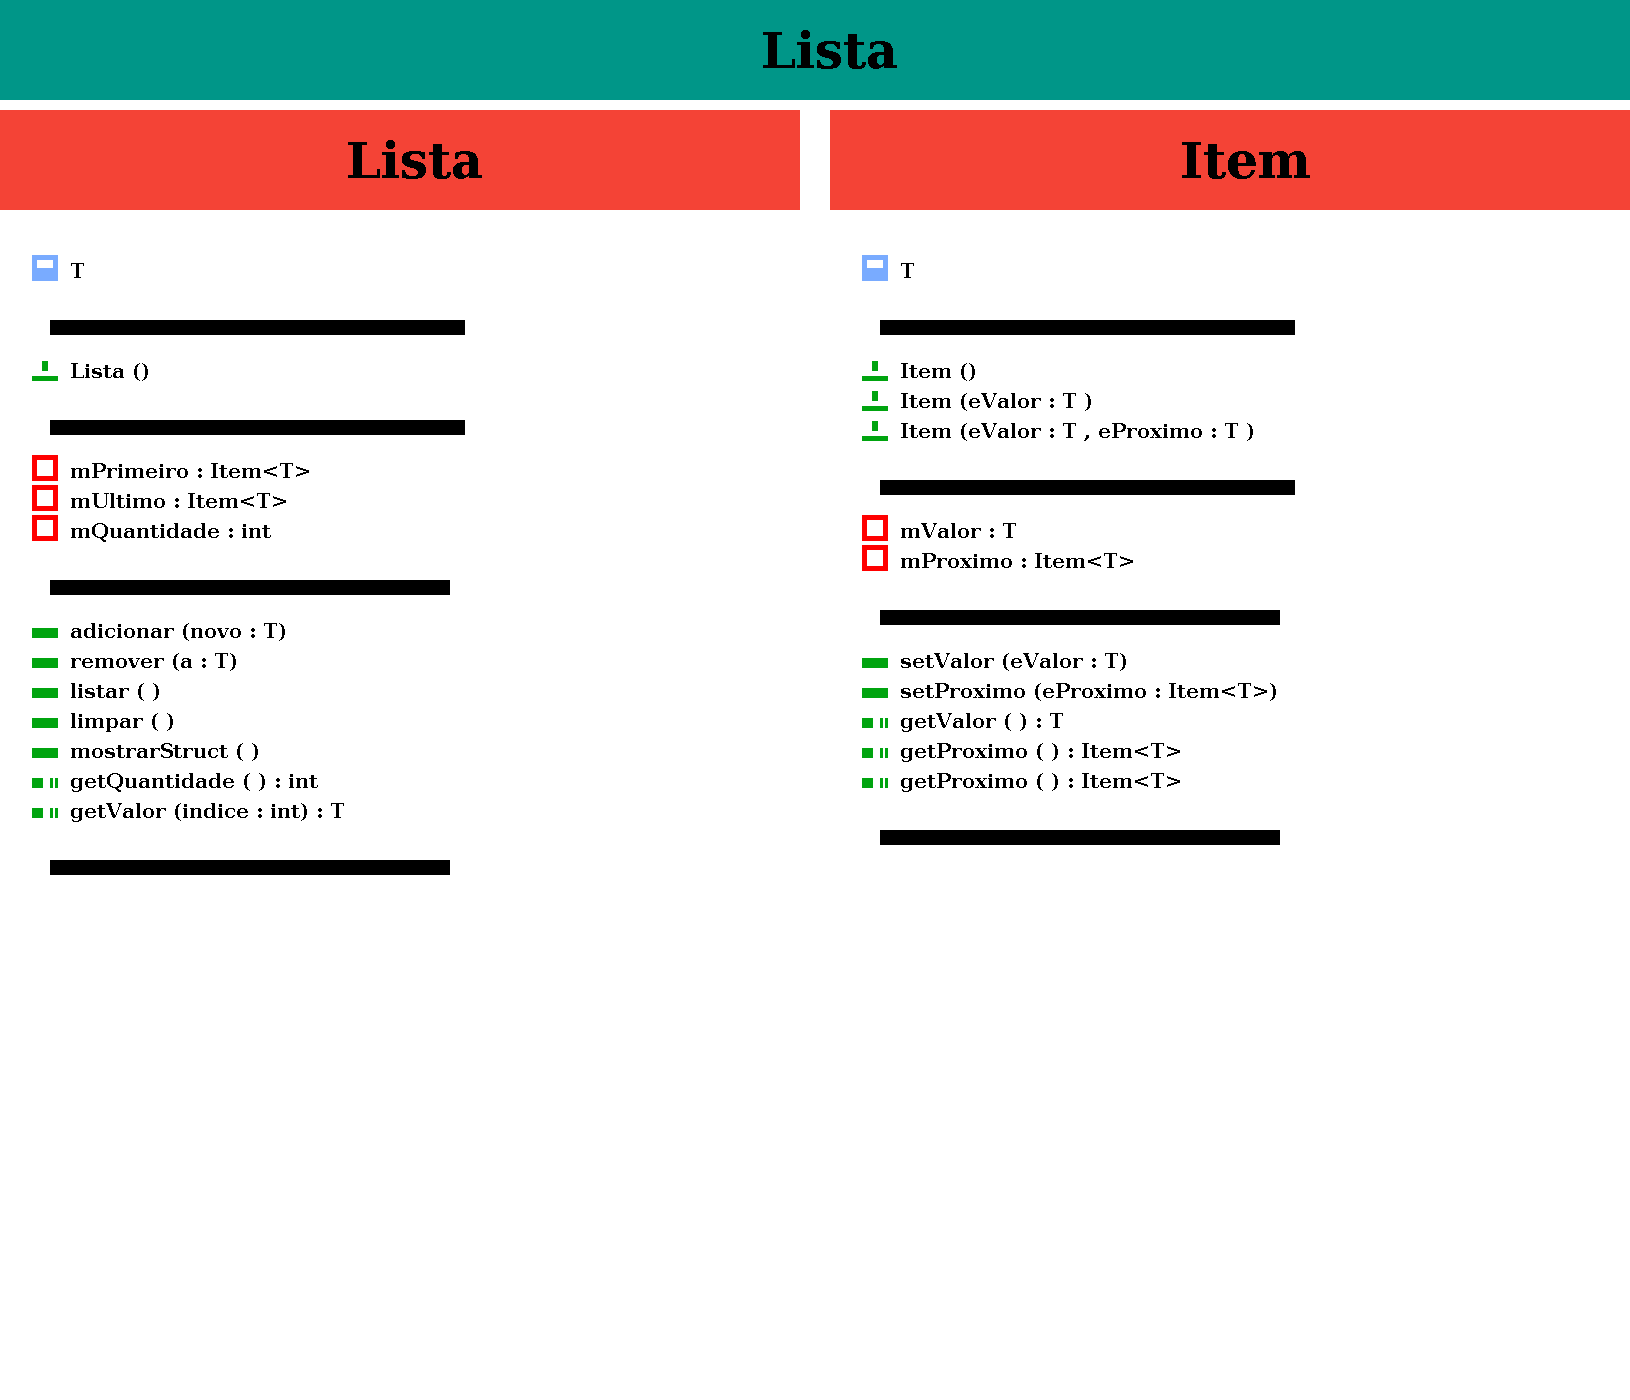 Lista
Lista
T
Lista ()
mPrimeiro : Item<T>
mUltimo : Item<T>
mQuantidade : int
adicionar (novo : T)
remover (a : T)
listar ( )
limpar ( )
mostrarStruct ( )
getQuantidade ( ) : int
getValor (indice : int) : T
Item
T
Item ()
Item (eValor : T )
Item (eValor : T , eProximo : T )
mValor : T
mProximo : Item<T>
setValor (eValor : T)
setProximo (eProximo : Item<T>)
getValor ( ) : T
getProximo ( ) : Item<T>
getProximo ( ) : Item<T>